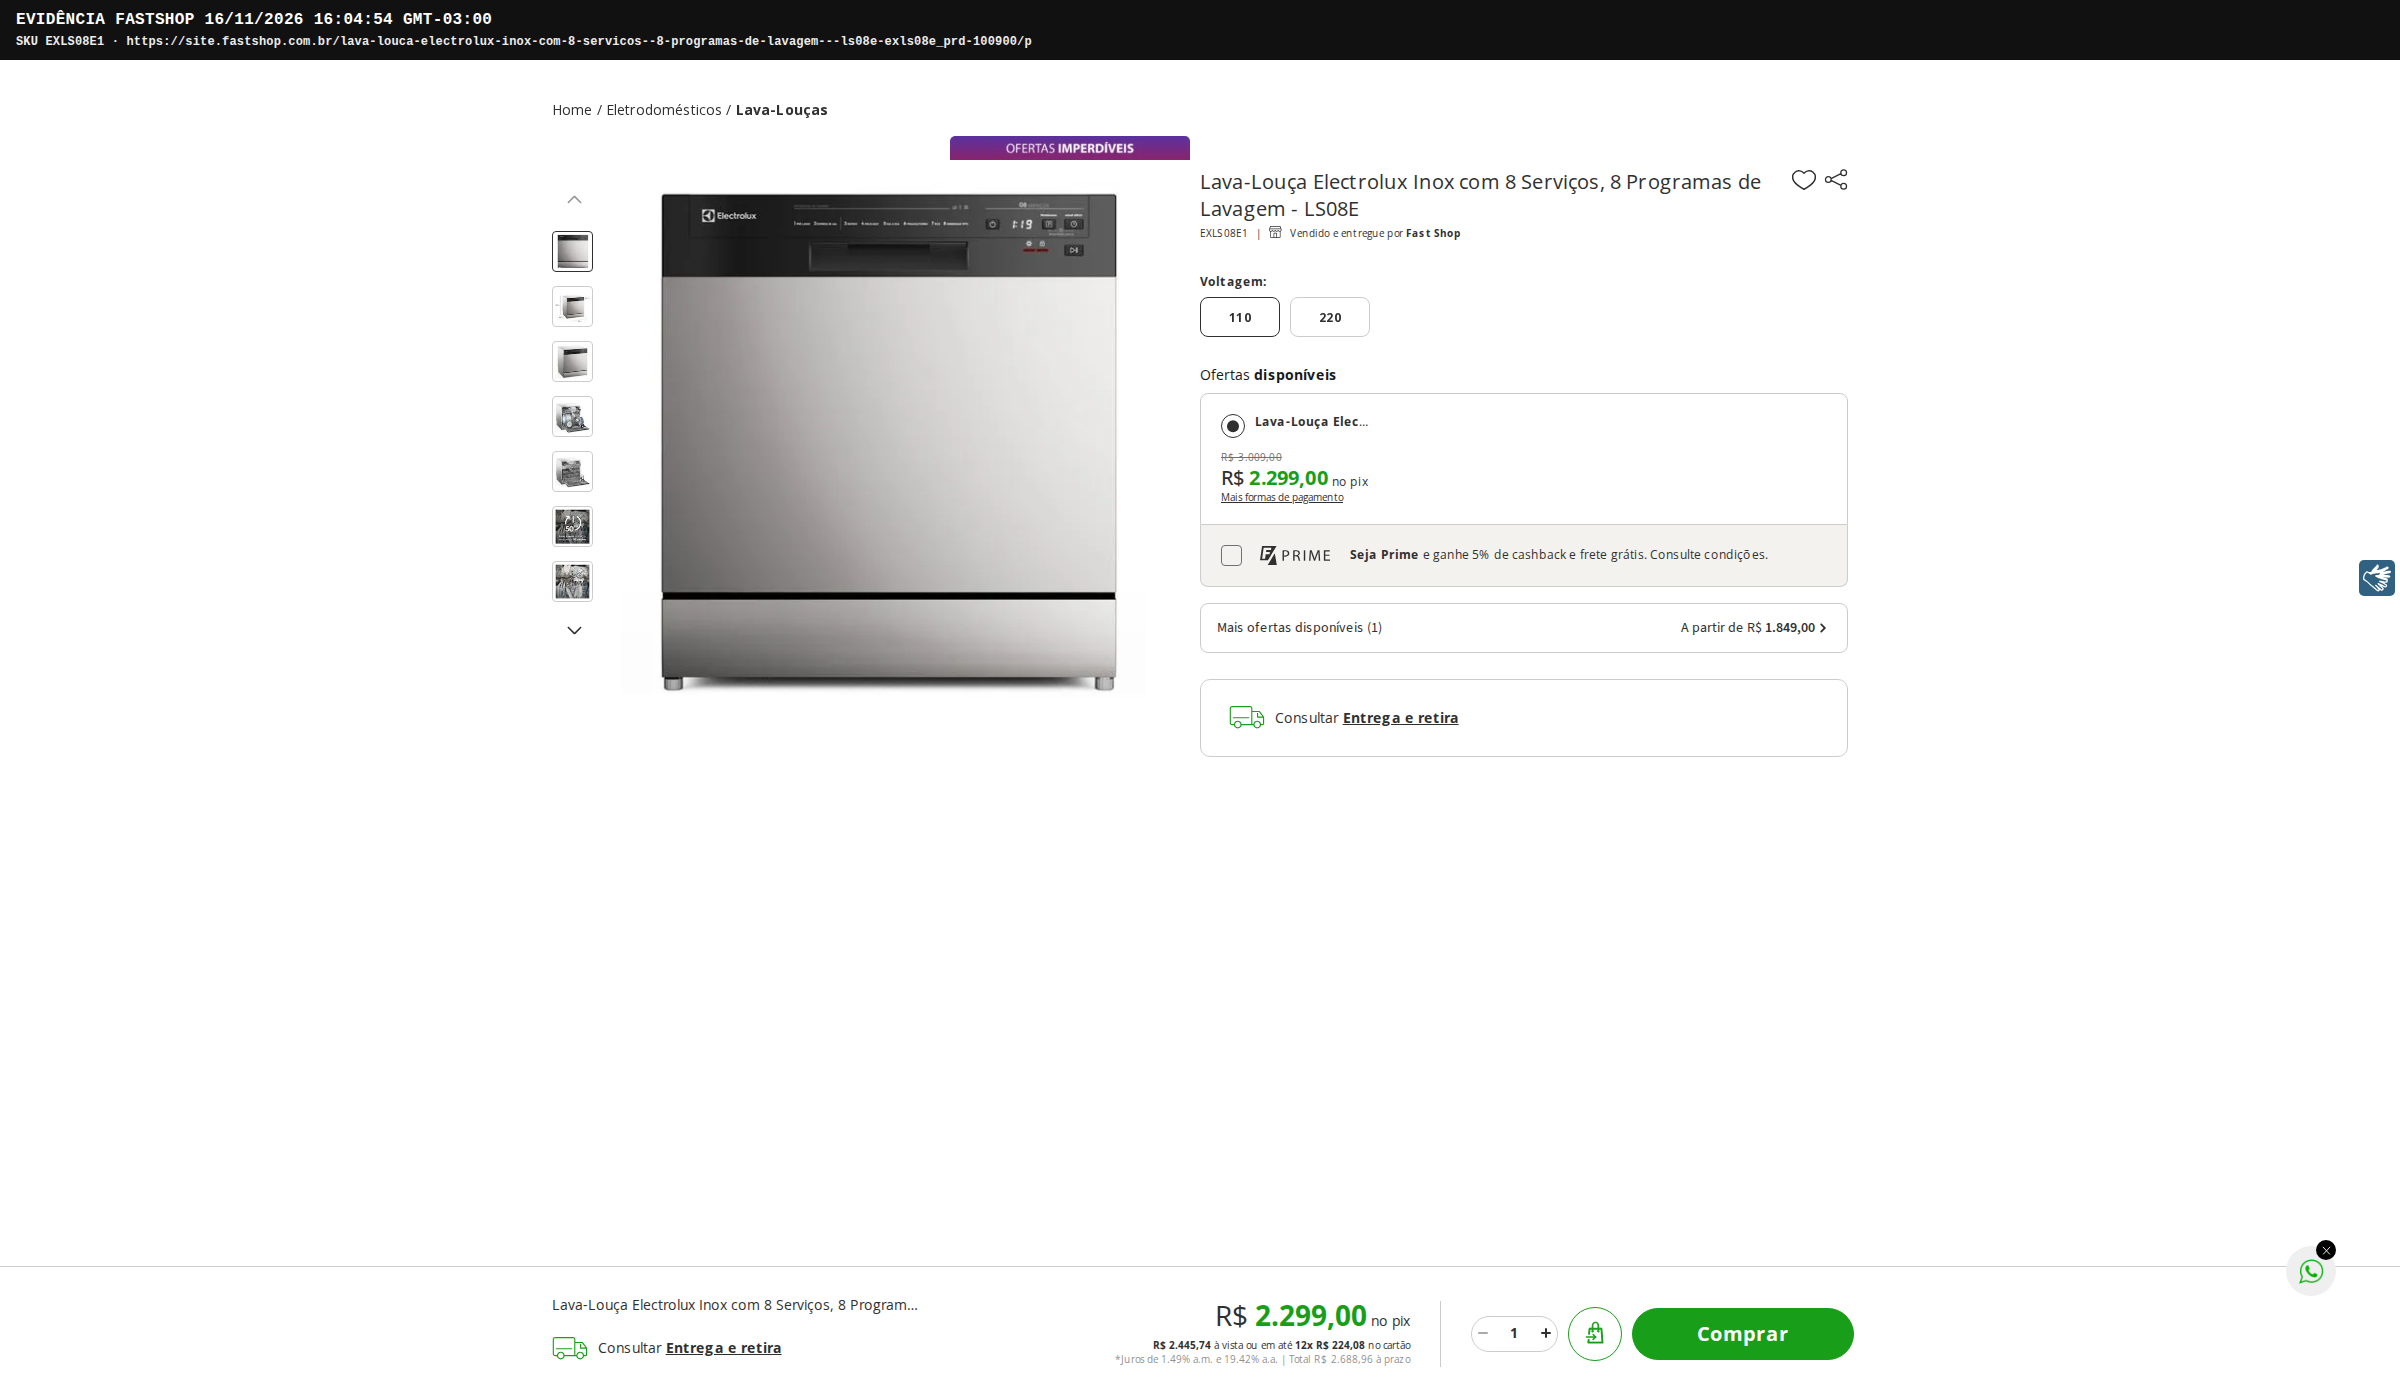 EVIDÊNCIA FASTSHOP 16/11/2026 16:04:54 GMT-03:00
SKU EXLS08E1 · https://site.fastshop.com.br/lava-louca-electrolux-inox-com-8-servicos--8-programas-de-lavagem---ls08e-exls08e_prd-100900/p
Home / Eletrodomésticos / Lava-Louças
OFERTAS IMPERDÍVEIS
Lava-Louça Electrolux Inox com 8 Serviços, 8 Programas de
Lavagem - LS08E
EXLS08E1 | Vendido e entregue por Fast Shop
Electrolux
1:19
Voltagem:
110
220
Ofertas disponíveis
Lava-Louça Elec...
R$ 3.009,00
R$ 2.299,00 no pix
Mais formas de pagamento
PRIME Seja Prime e ganhe 5% de cashback e frete grátis. Consulte condições.
Mais ofertas disponíveis (1)
A partir de R$ 1.849,00
Consultar Entrega e retira
Lava-Louça Electrolux Inox com 8 Serviços, 8 Program...
Consultar Entrega e retira
R$ 2.299,00 no pix
R$ 2.445,74 à vista ou em até 12x R$ 224,08 no cartão
*Juros de 1.49% a.m. e 19.42% a.a. | Total R$ 2.688,96 à prazo
1
Comprar